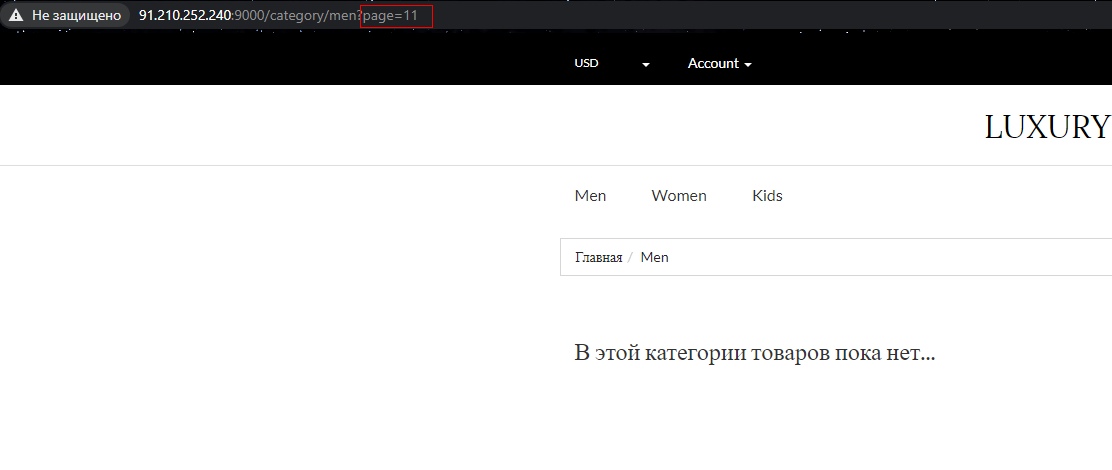 Не защищено 91.210.252.240:9000/category/men?page=11
USD Account
LUXURY
Men Women Kids
Главная / Men
В этой категории товаров пока нет...